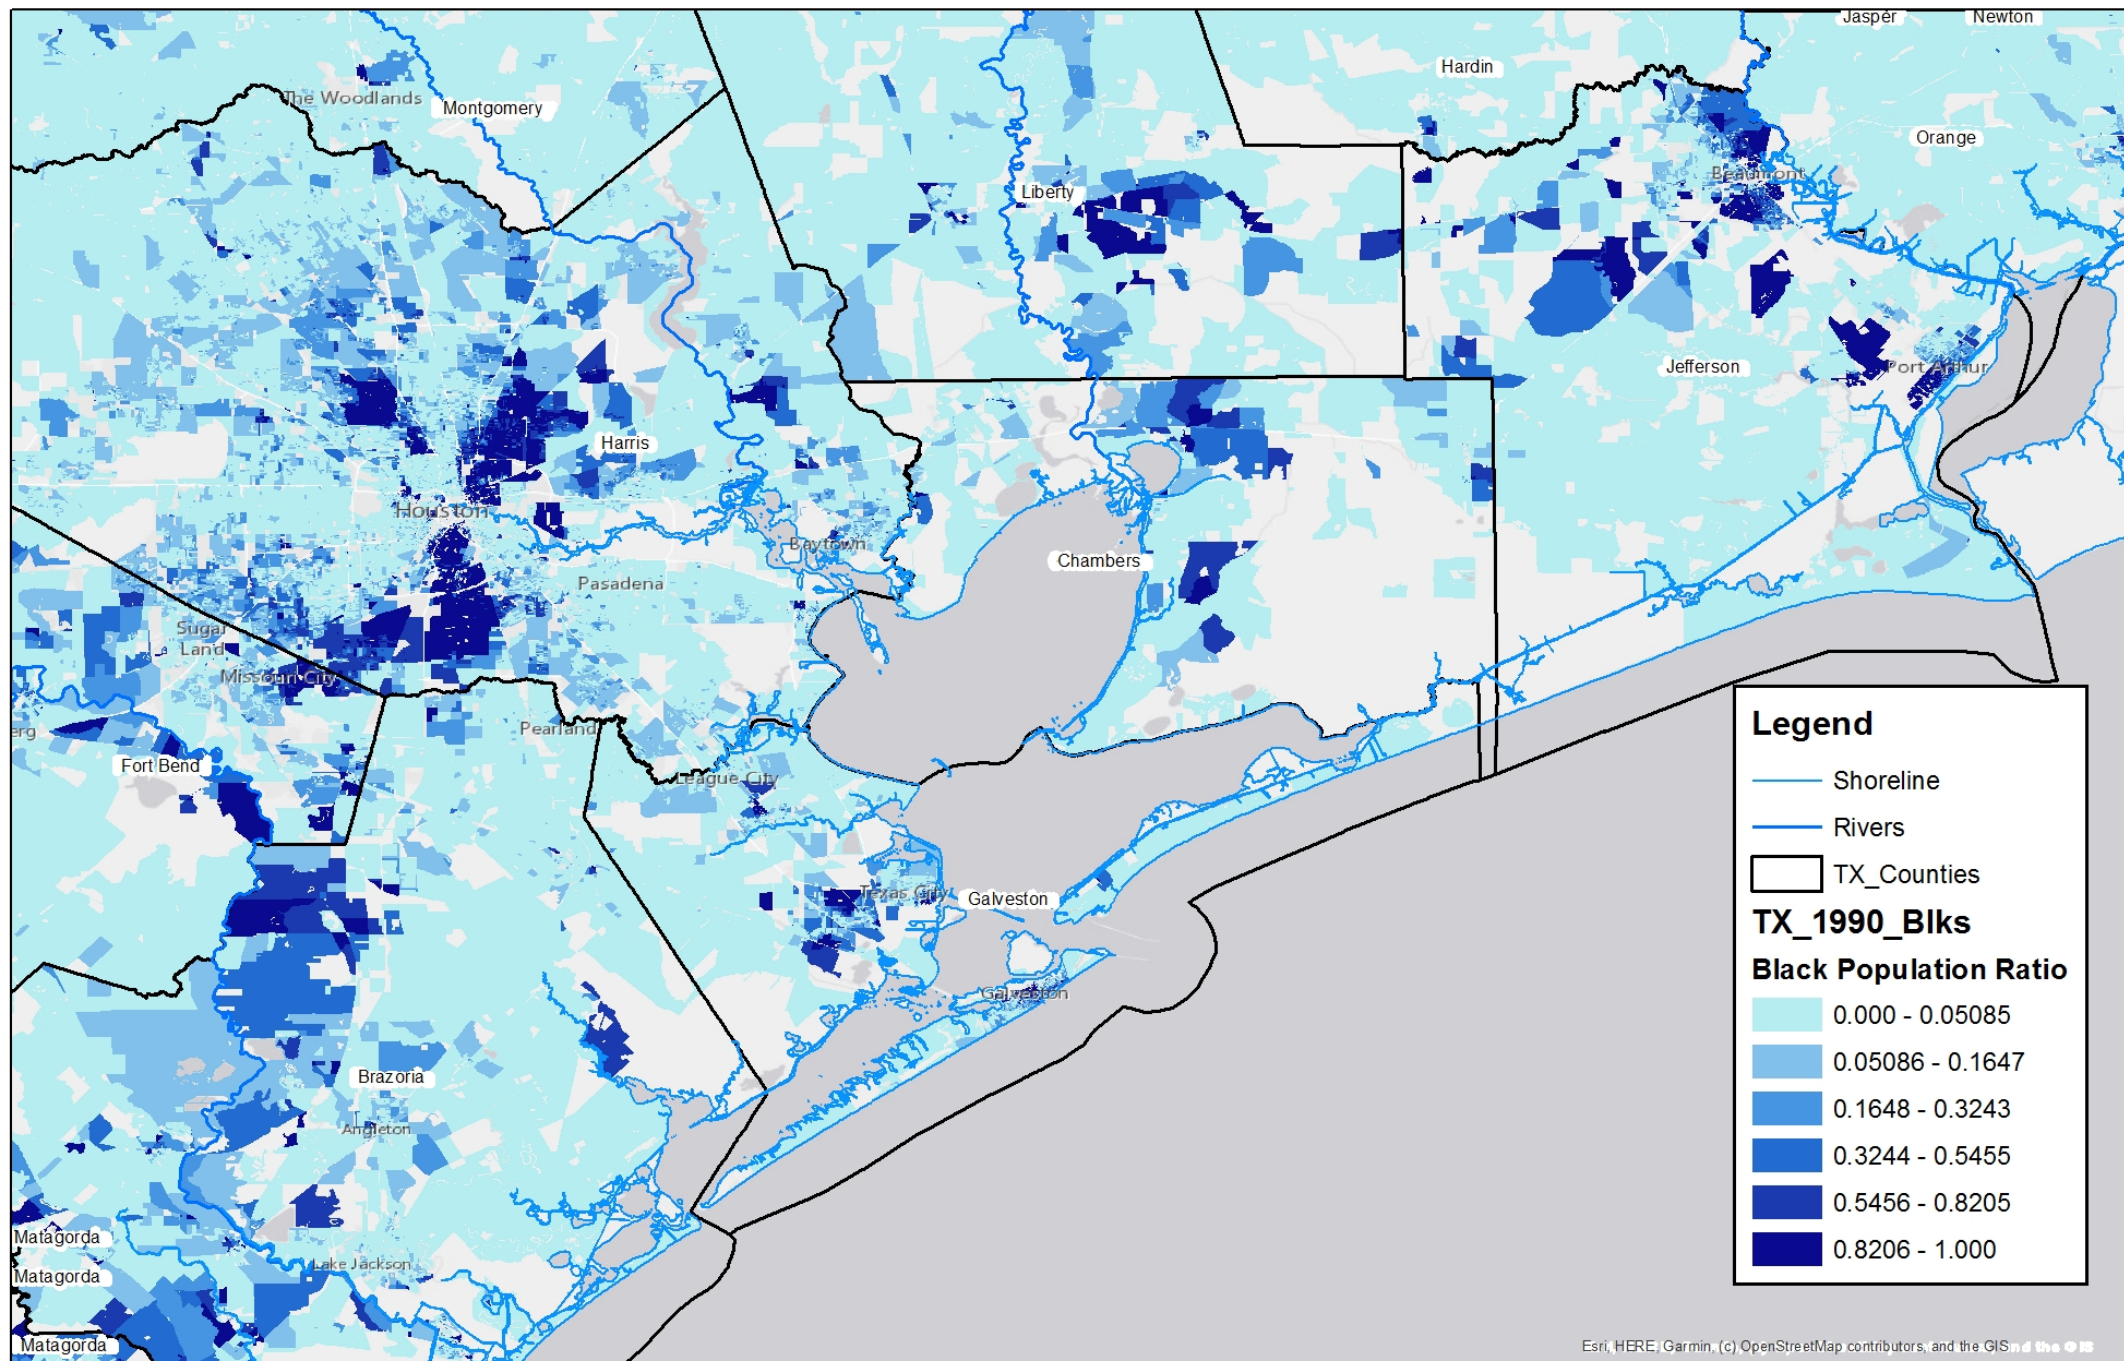 Jasper
Newton
Hardin
The Woodlands
Montgomery
Orange
Beaumont
Liberty
Jefferson
Port Arthur
Harris
Houston
Baytown
Chambers
Pasadena
Sugar
Land
Missouri City
Pearland
erg
Fort Bend
League City
Texas City
Galveston
Galveston
Brazoria
Angleton
Matagorda
Lake Jackson
Matagorda
Matagorda
Legend
Shoreline
Rivers
TX_Counties
TX_1990_Blks
Black Population Ratio
0.000 - 0.05085
0.05086 - 0.1647
0.1648 - 0.3243
0.3244 - 0.5455
0.5456 - 0.8205
0.8206 - 1.000
Esri, HERE, Garmin, (c) OpenStreetMap contributors, and the GIS